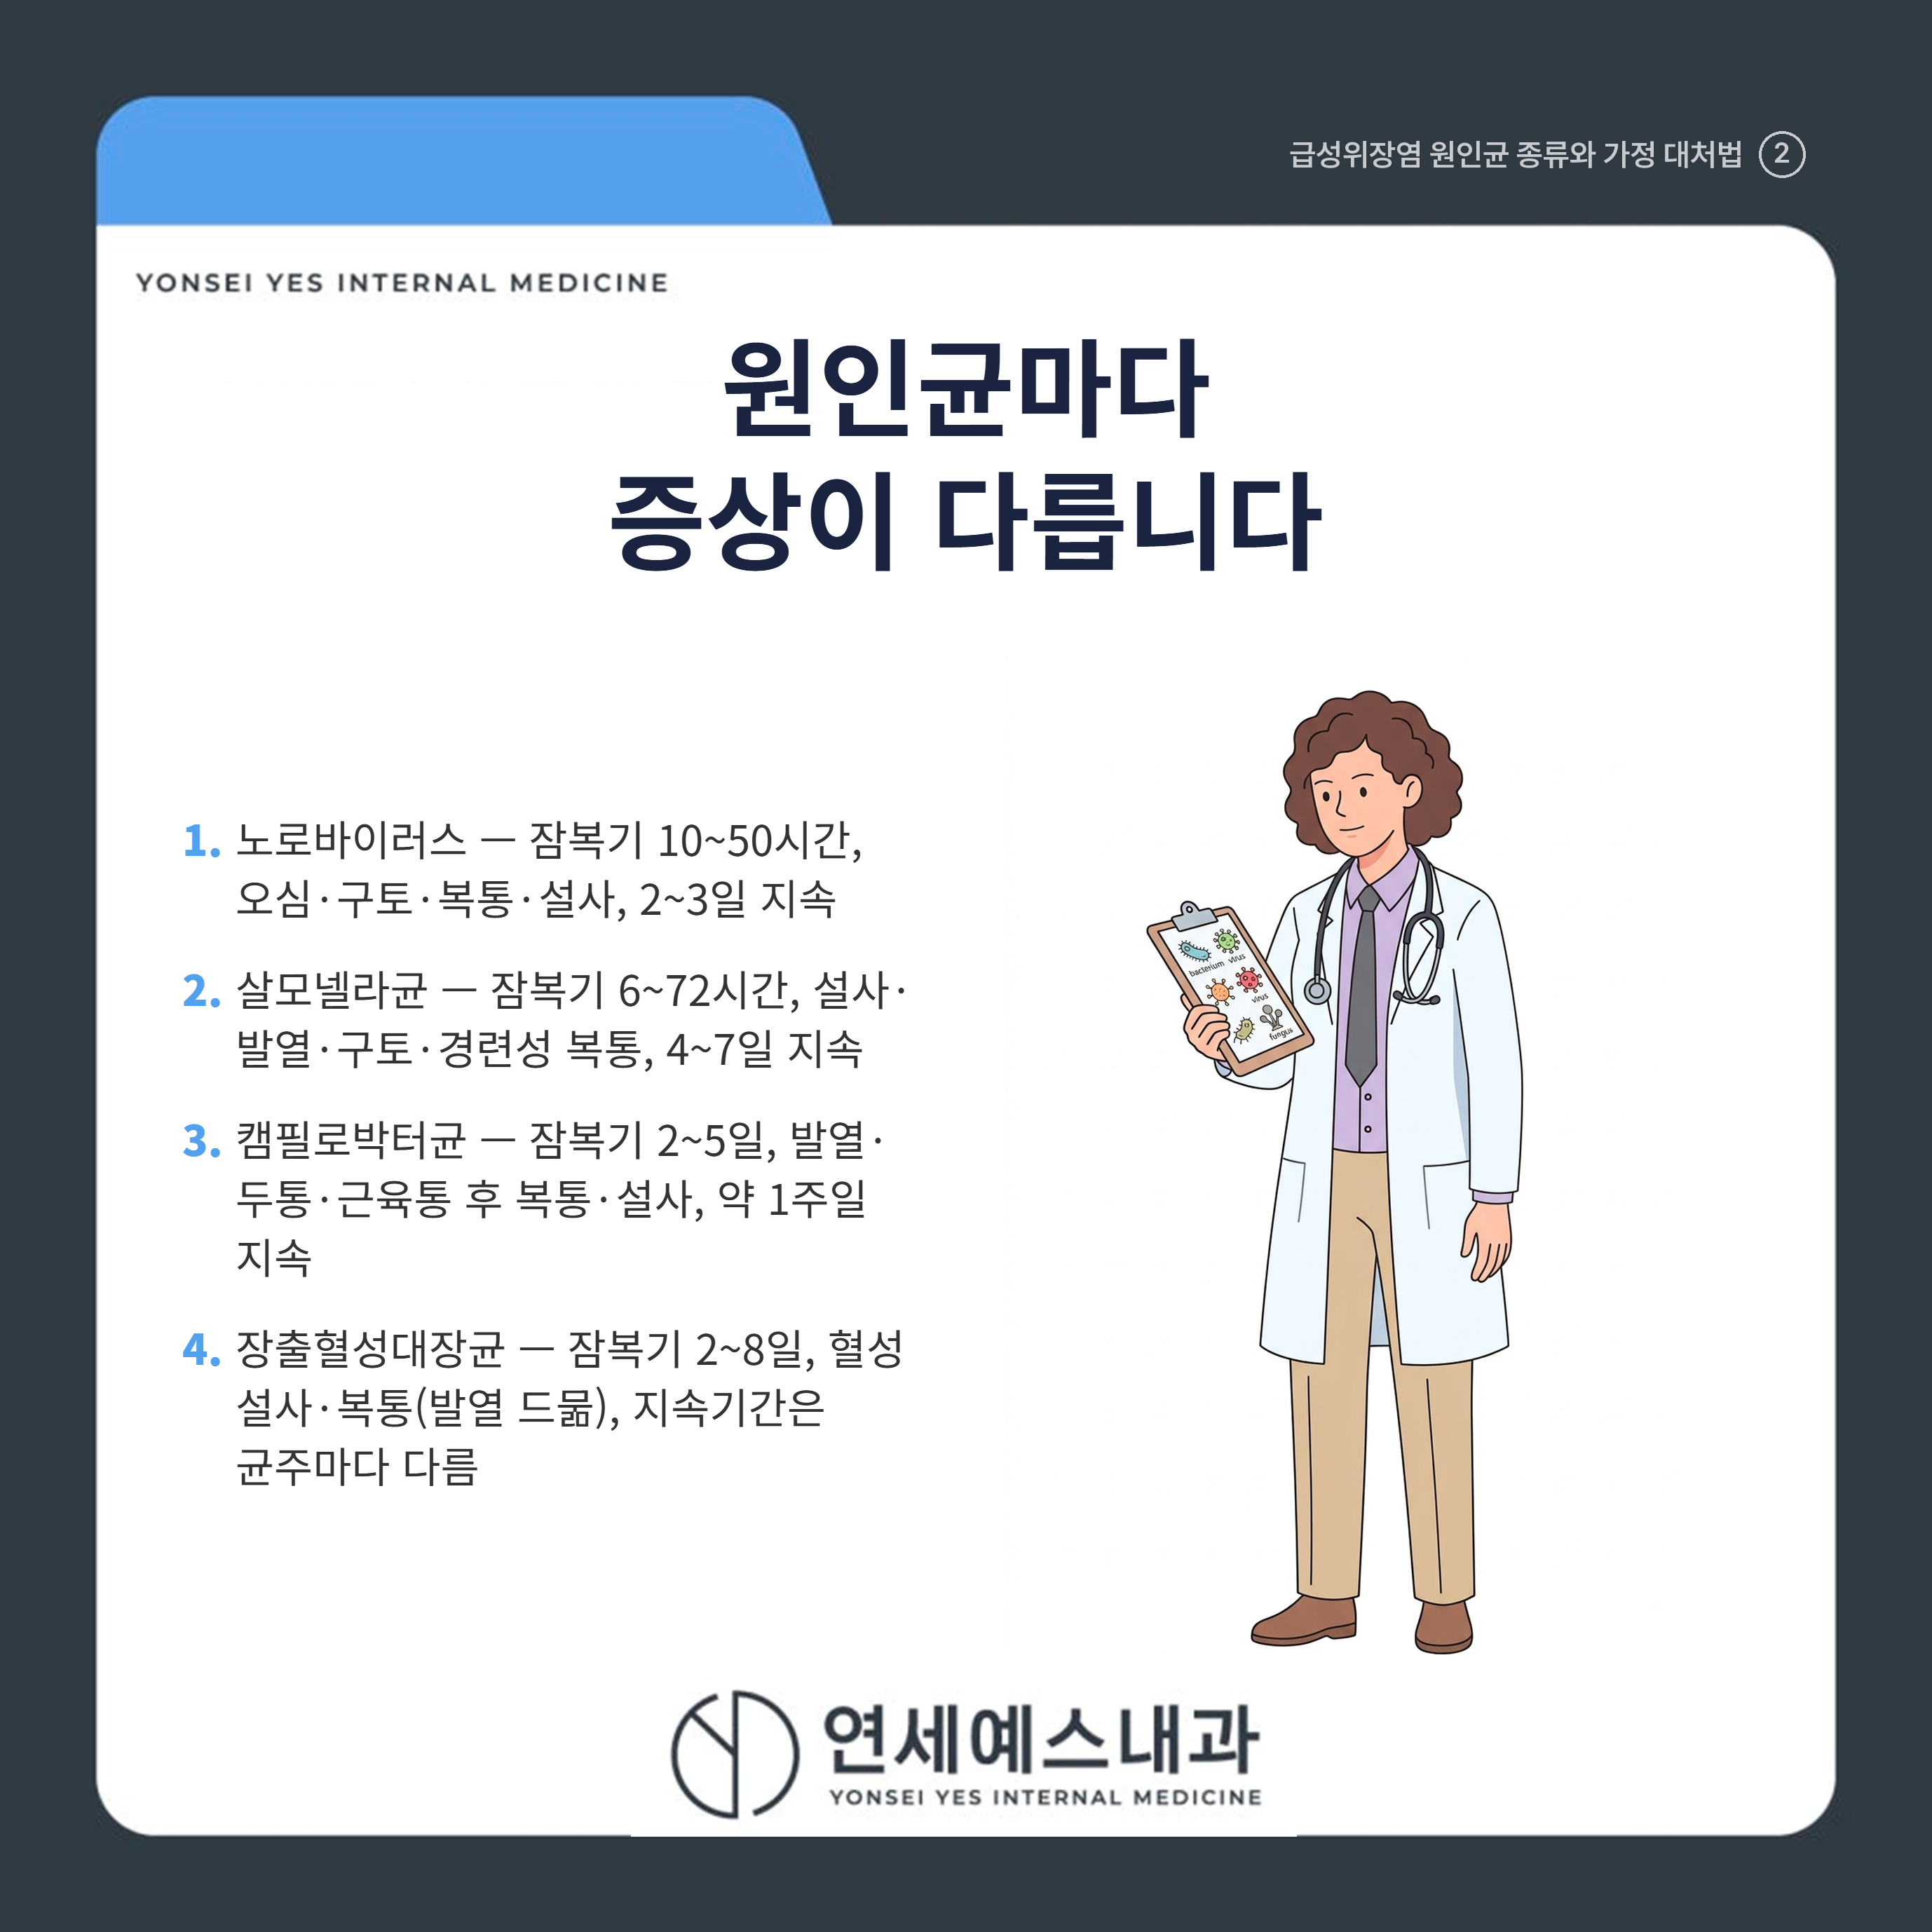 급성위장염 원인균 종류와 가정 대처법 2
YONSEI YES INTERNAL MEDICINE
원인균마다
증상이 다릅니다
1. 노로바이러스 — 잠복기 10~50시간,
오심·구토·복통·설사, 2~3일 지속
2. 살모넬라균 — 잠복기 6~72시간, 설사·
발열·구토·경련성 복통, 4~7일 지속
3. 캠필로박터균 — 잠복기 2~5일, 발열·
두통·근육통 후 복통·설사, 약 1주일
지속
4. 장출혈성대장균 — 잠복기 2~8일, 혈성
설사·복통(발열 드묾), 지속기간은
균주마다 다름
bacterium virus
virus
fungus
연세예스내과
YONSEI YES INTERNAL MEDICINE